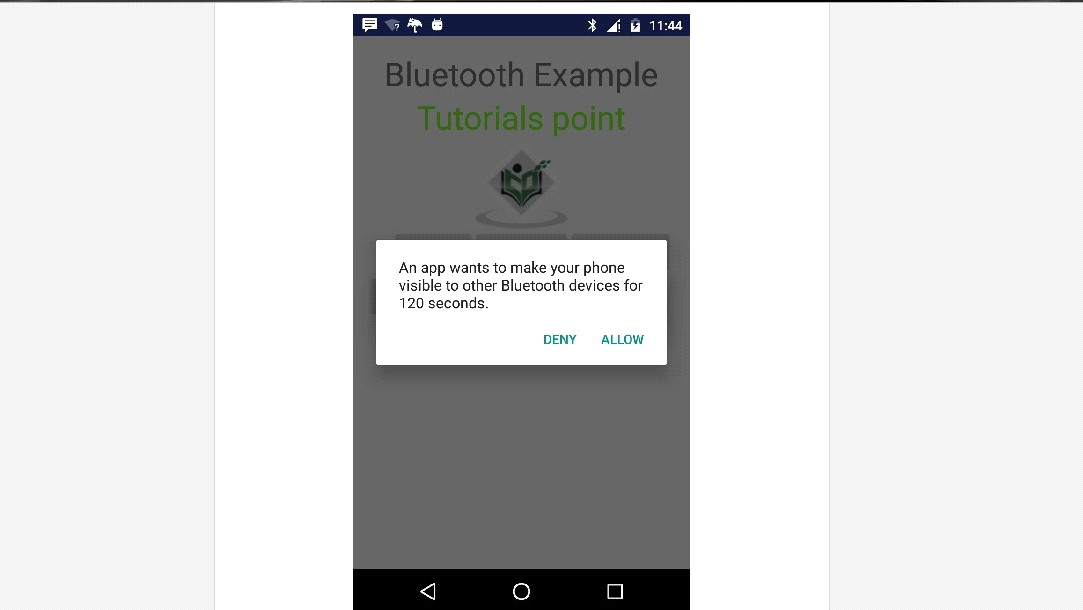 11:44
Bluetooth Example
Tutorials point
An app wants to make your phone
visible to other Bluetooth devices for
120 seconds.
DENY ALLOW